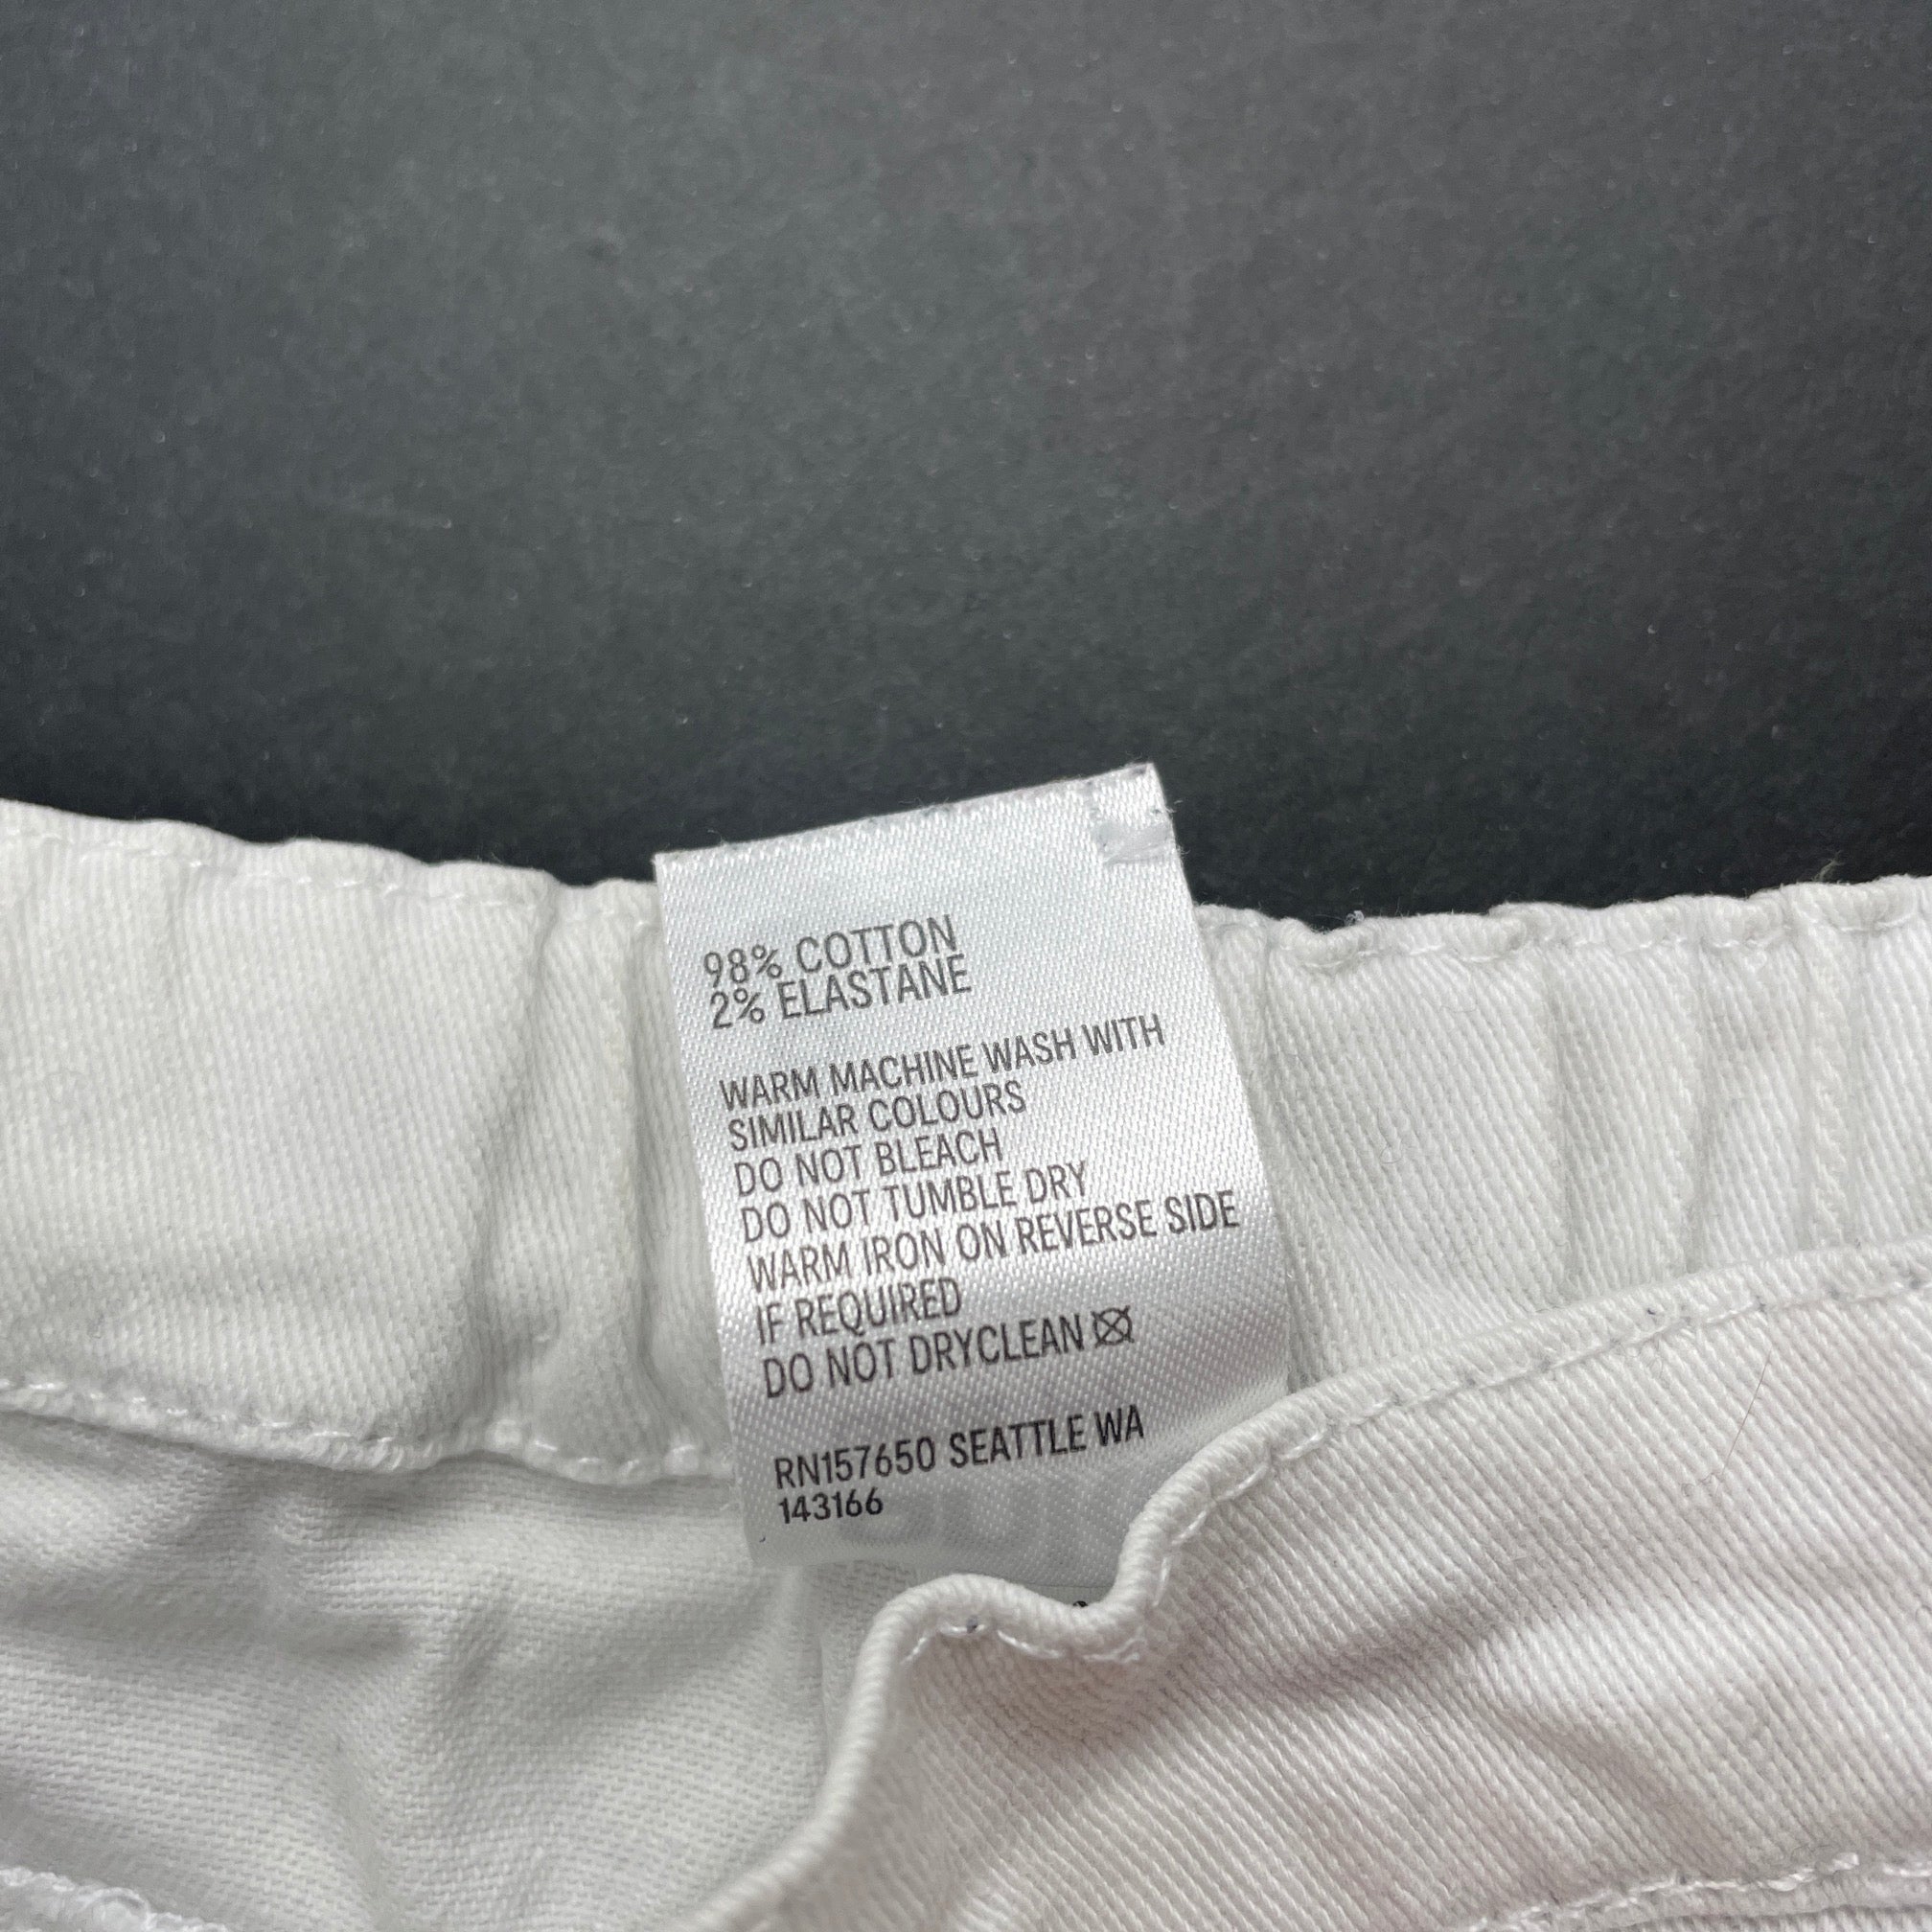 98% COTTON
2% ELASTANE
WARM MACHINE WASH WITH
SIMILAR COLOURS
DO NOT BLEACH
DO NOT TUMBLE DRY
WARM IRON ON REVERSE SIDE
IF REQUIRED
DO NOT DRYCLEAN
RN157650 SEATTLE WA
143166